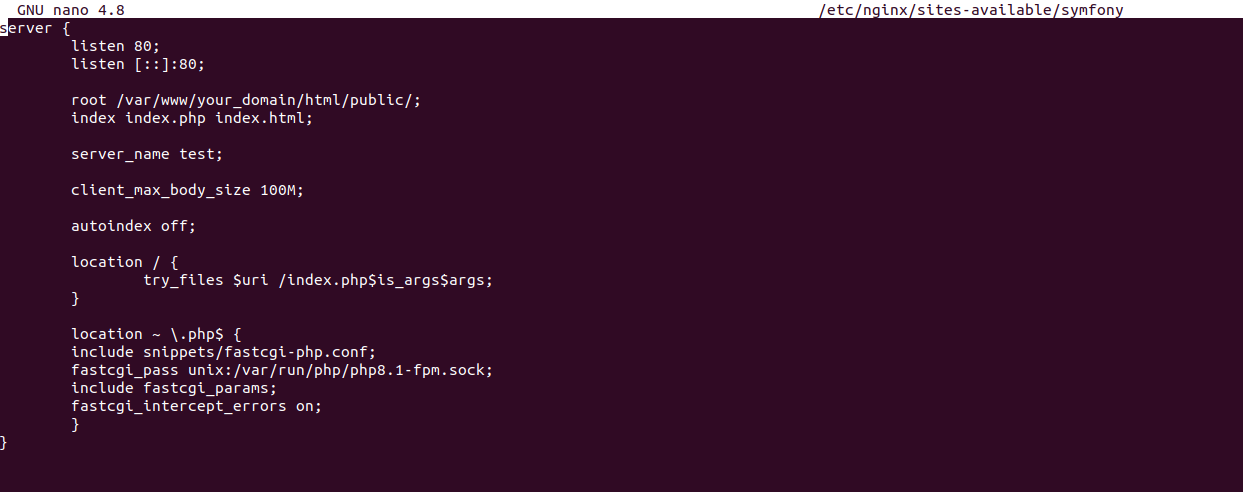 GNU nano 4.8 /etc/nginx/sites-available/symfony
server {
listen 80;
listen [::]:80;
root /var/www/your_domain/html/public/;
index index.php index.html;
server_name test;
client_max_body_size 100M;
autoindex off;
location / {
try_files $uri /index.php$is_args$args;
}
location ~ \.php$ {
include snippets/fastcgi-php.conf;
fastcgi_pass unix:/var/run/php/php8.1-fpm.sock;
include fastcgi_params;
fastcgi_intercept_errors on;
}
}